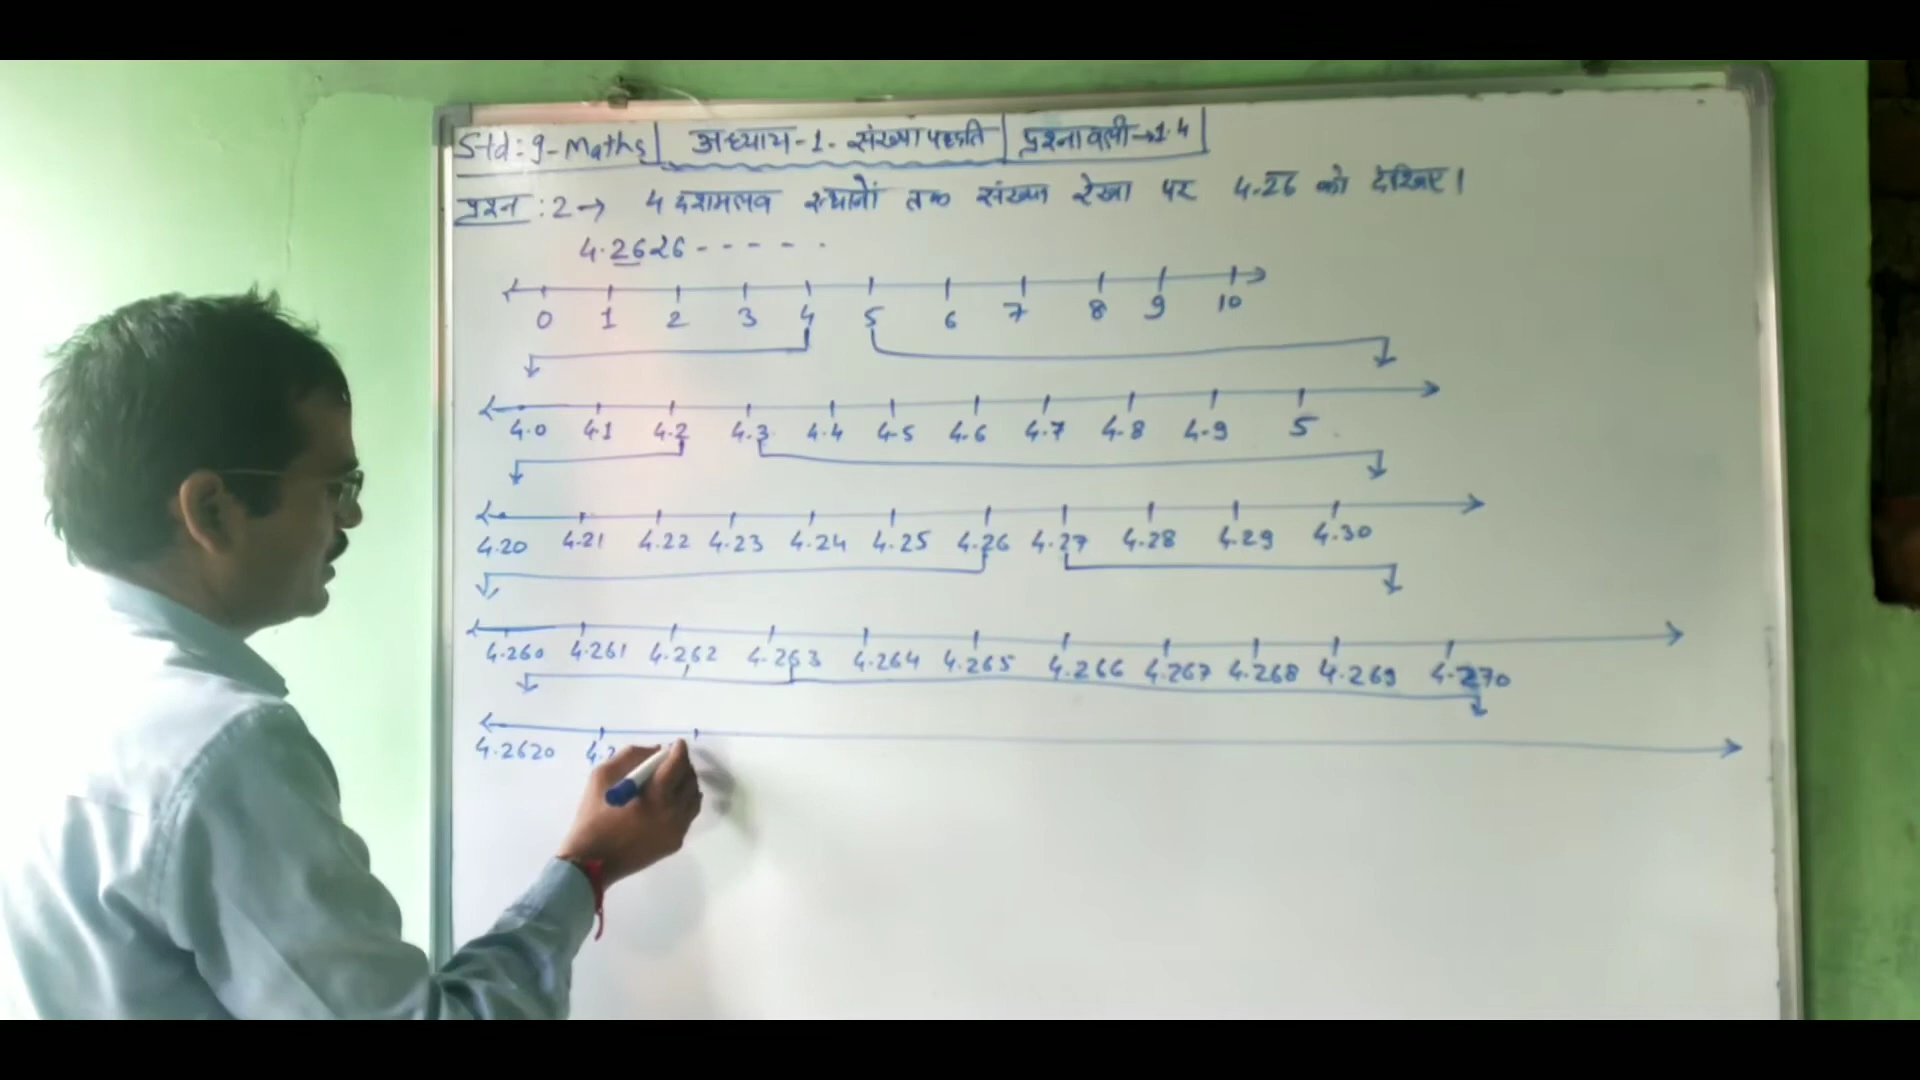 Std: 9-Maths | अध्याय-1. संख्या पद्धति | प्रश्नावली→1.4
प्रश्न : 2 → 4 दशमलव स्थानों तक संख्या रेखा पर 4.2̅6̅ को देखिए।
4.2626 - - - - -
0 1 2 3 4 5 6 7 8 9 10
4.0 4.1 4.2 4.3 4.4 4.5 4.6 4.7 4.8 4.9 5
4.20 4.21 4.22 4.23 4.24 4.25 4.26 4.27 4.28 4.29 4.30
4.260 4.261 4.262 4.263 4.264 4.265 4.266 4.267 4.268 4.269 4.270
4.2620 4.2